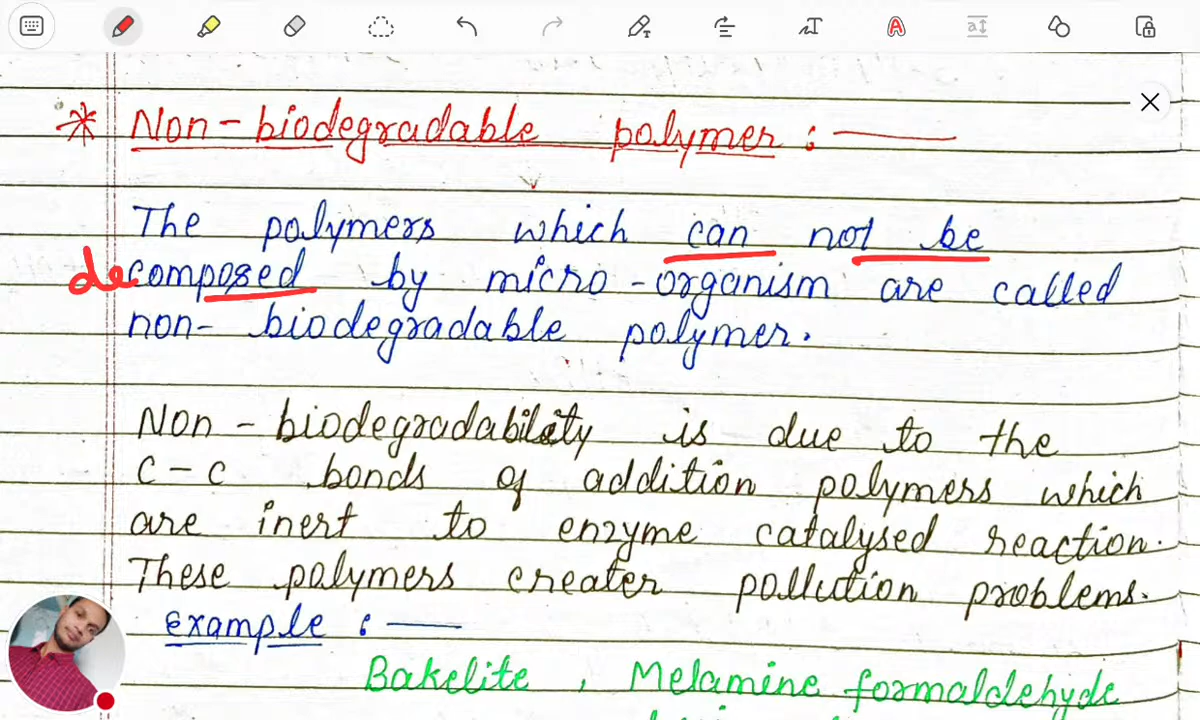 * Non-biodegradable polymer : —
The polymers which can not be
decomposed by micro-organism are called
non-biodegradable polymer.
Non-biodegradability is due to the
C-C bonds of addition polymers which
are inert to enzyme catalysed reaction.
These polymers creater pollution problems.
Example : —
Bakelite, Melamine formaldehyde